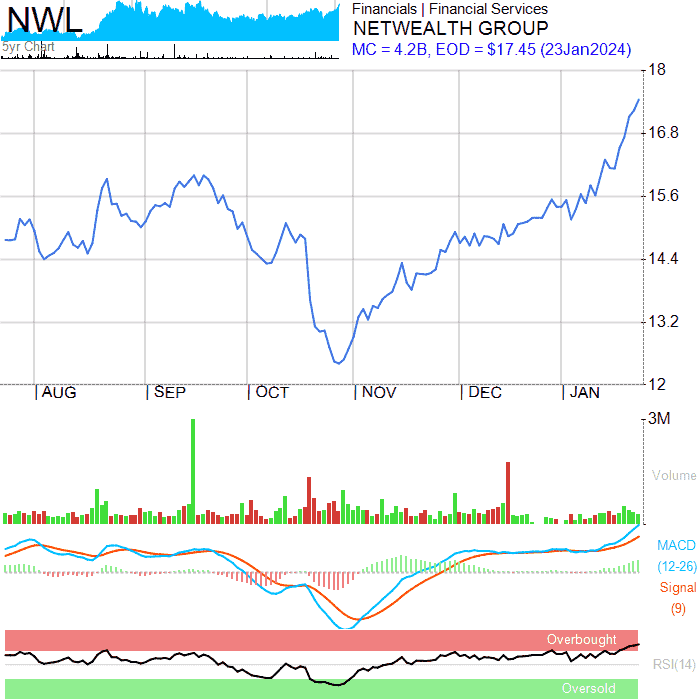 NWL
5yr Chart
Financials | Financial Services
NETWEALTH GROUP
MC = 4.2B, EOD = $17.45 (23Jan2024)
18
16.8
15.6
14.4
13.2
12
AUG SEP OCT NOV DEC JAN
3M
Volume
MACD
(12-26)
Signal
(9)
Overbought
RSI(14)
Oversold